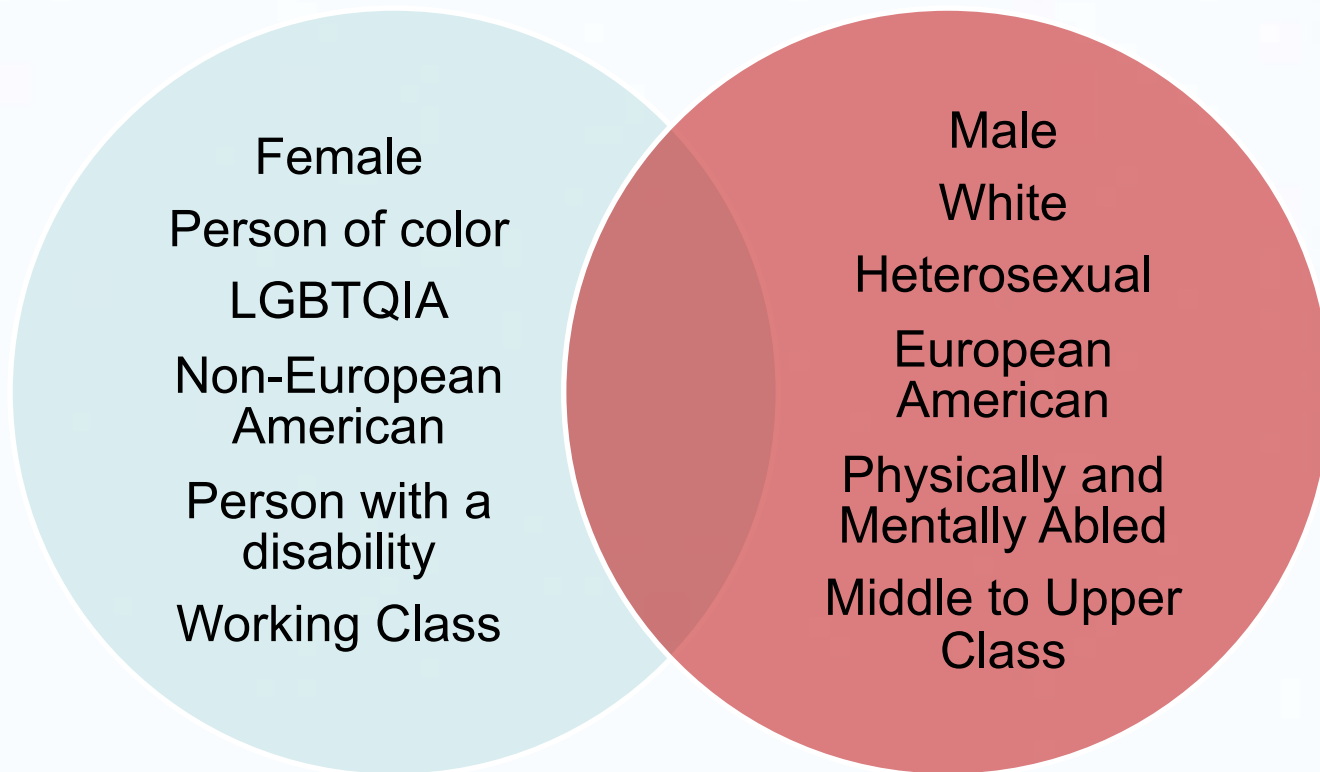 Female
Person of color
LGBTQIA
Non-European
American
Person with a
disability
Working Class
Male
White
Heterosexual
European
American
Physically and
Mentally Abled
Middle to Upper
Class